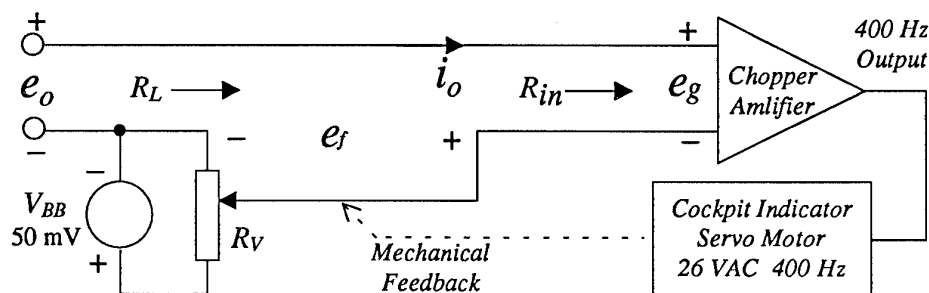 +
e_o
−
R_L
i_o
R_in
+
e_g
−
Chopper
Amlifier
400 Hz
Output
−
e_f
+
−
V_BB
50 mV
+
R_V
Mechanical
Feedback
Cockpit Indicator
Servo Motor
26 VAC 400 Hz